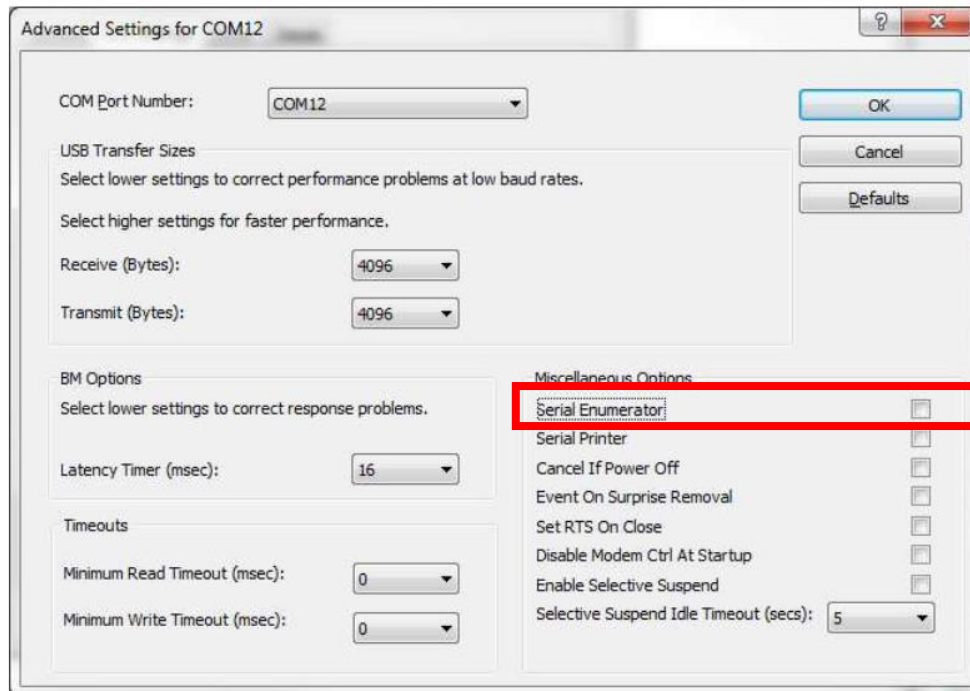 Advanced Settings for COM12
COM Port Number: COM12
OK
USB Transfer Sizes
Cancel
Select lower settings to correct performance problems at low baud rates.
Defaults
Select higher settings for faster performance.
Receive (Bytes): 4096
Transmit (Bytes): 4096
BM Options
Select lower settings to correct response problems.
Latency Timer (msec): 16
Timeouts
Minimum Read Timeout (msec): 0
Minimum Write Timeout (msec): 0
Miscellaneous Options
Serial Enumerator
Serial Printer
Cancel If Power Off
Event On Surprise Removal
Set RTS On Close
Disable Modem Ctrl At Startup
Enable Selective Suspend
Selective Suspend Idle Timeout (secs): 5